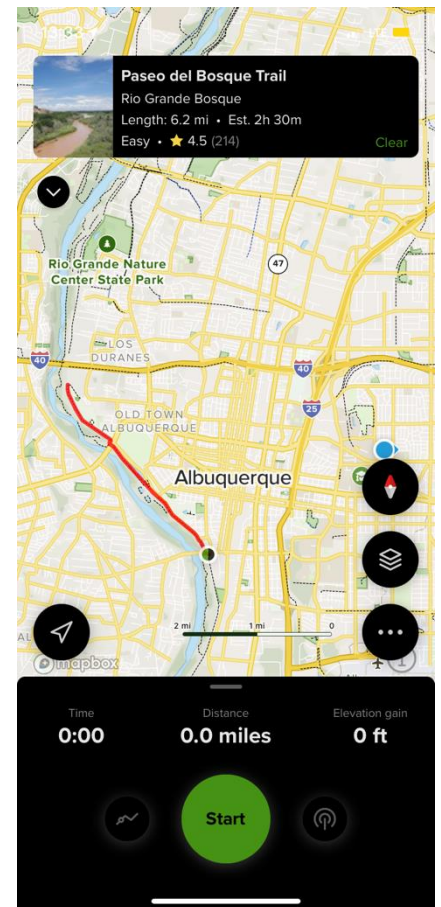 Paseo del Bosque Trail
Rio Grande Bosque
Length: 6.2 mi • Est. 2h 30m
Easy • ⭐ 4.5 (214)
Clear
47
Rio Grande Nature
Center State Park
LOS
DURANES
40
40
25
OLD TOWN
ALBUQUERQUE
Albuquerque
2 mi
1 mi
0
mapbox
Time
0:00
Distance
0.0 miles
Elevation gain
0 ft
Start